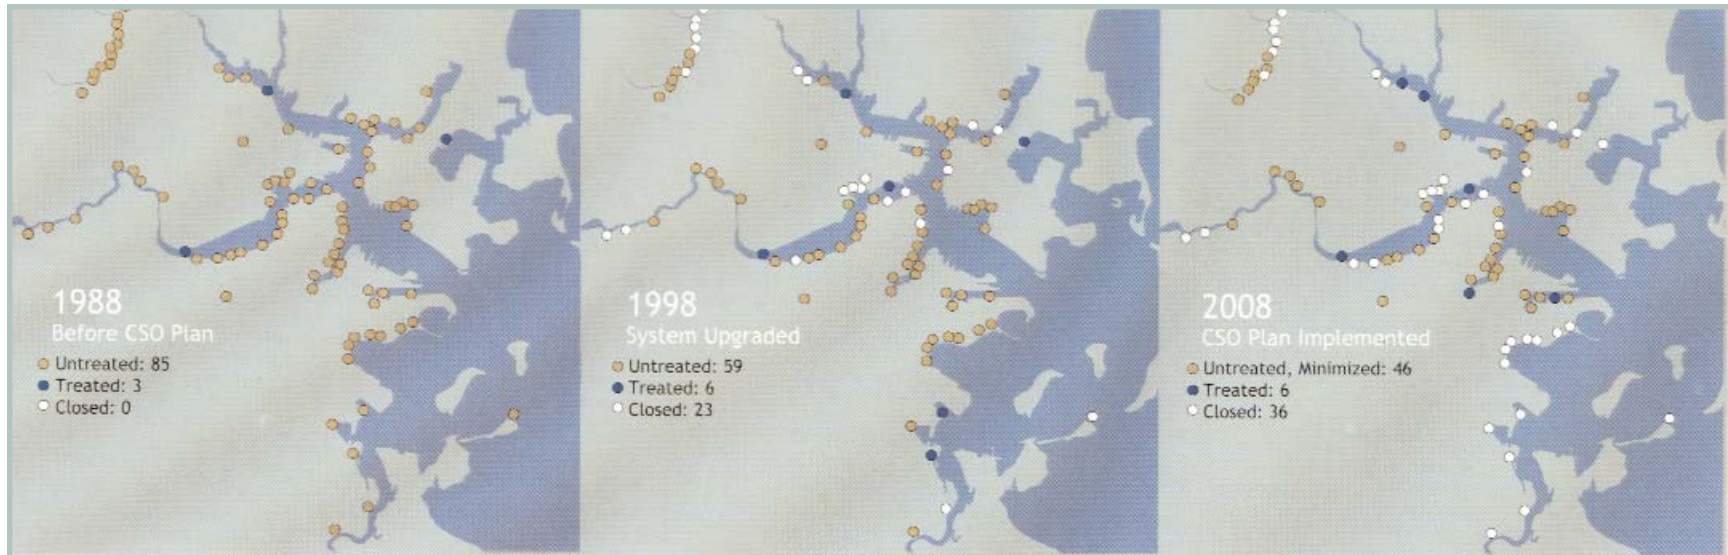 1988
Before CSO Plan
Untreated: 85
Treated: 3
Closed: 0
1998
System Upgraded
Untreated: 59
Treated: 6
Closed: 23
2008
CSO Plan Implemented
Untreated, Minimized: 46
Treated: 6
Closed: 36